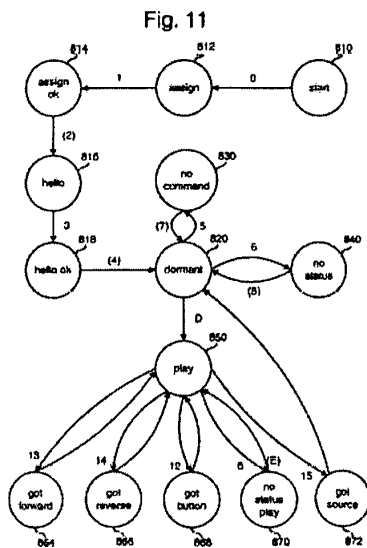 Fig. 11
814 812 810
assign ok
1
assign
0
start
(2)
816
hello
830
no command
3
(7) 5
818
820
hello ok
(4)
dormant
6
(8)
840
no status
D
850
play
13
14
12
6
(E)
15
got forward
got reverse
got button
no status play
got source
864 866 868 870 872